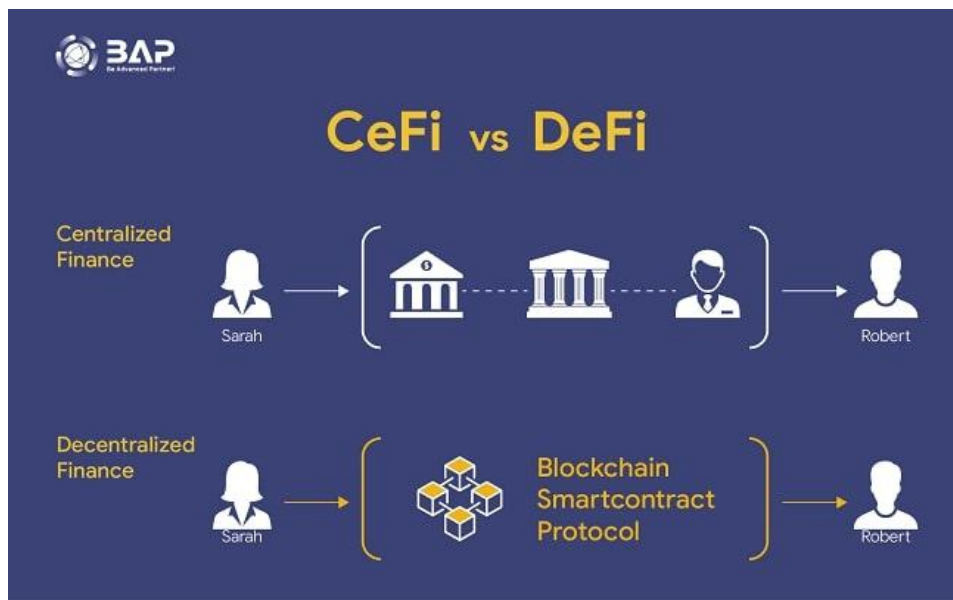 BAP
Be Advanced Partner!
CeFi vs DeFi
Centralized
Finance
$
Sarah
Robert
Decentralized
Finance
Sarah
Blockchain
Smartcontract
Protocol
Robert